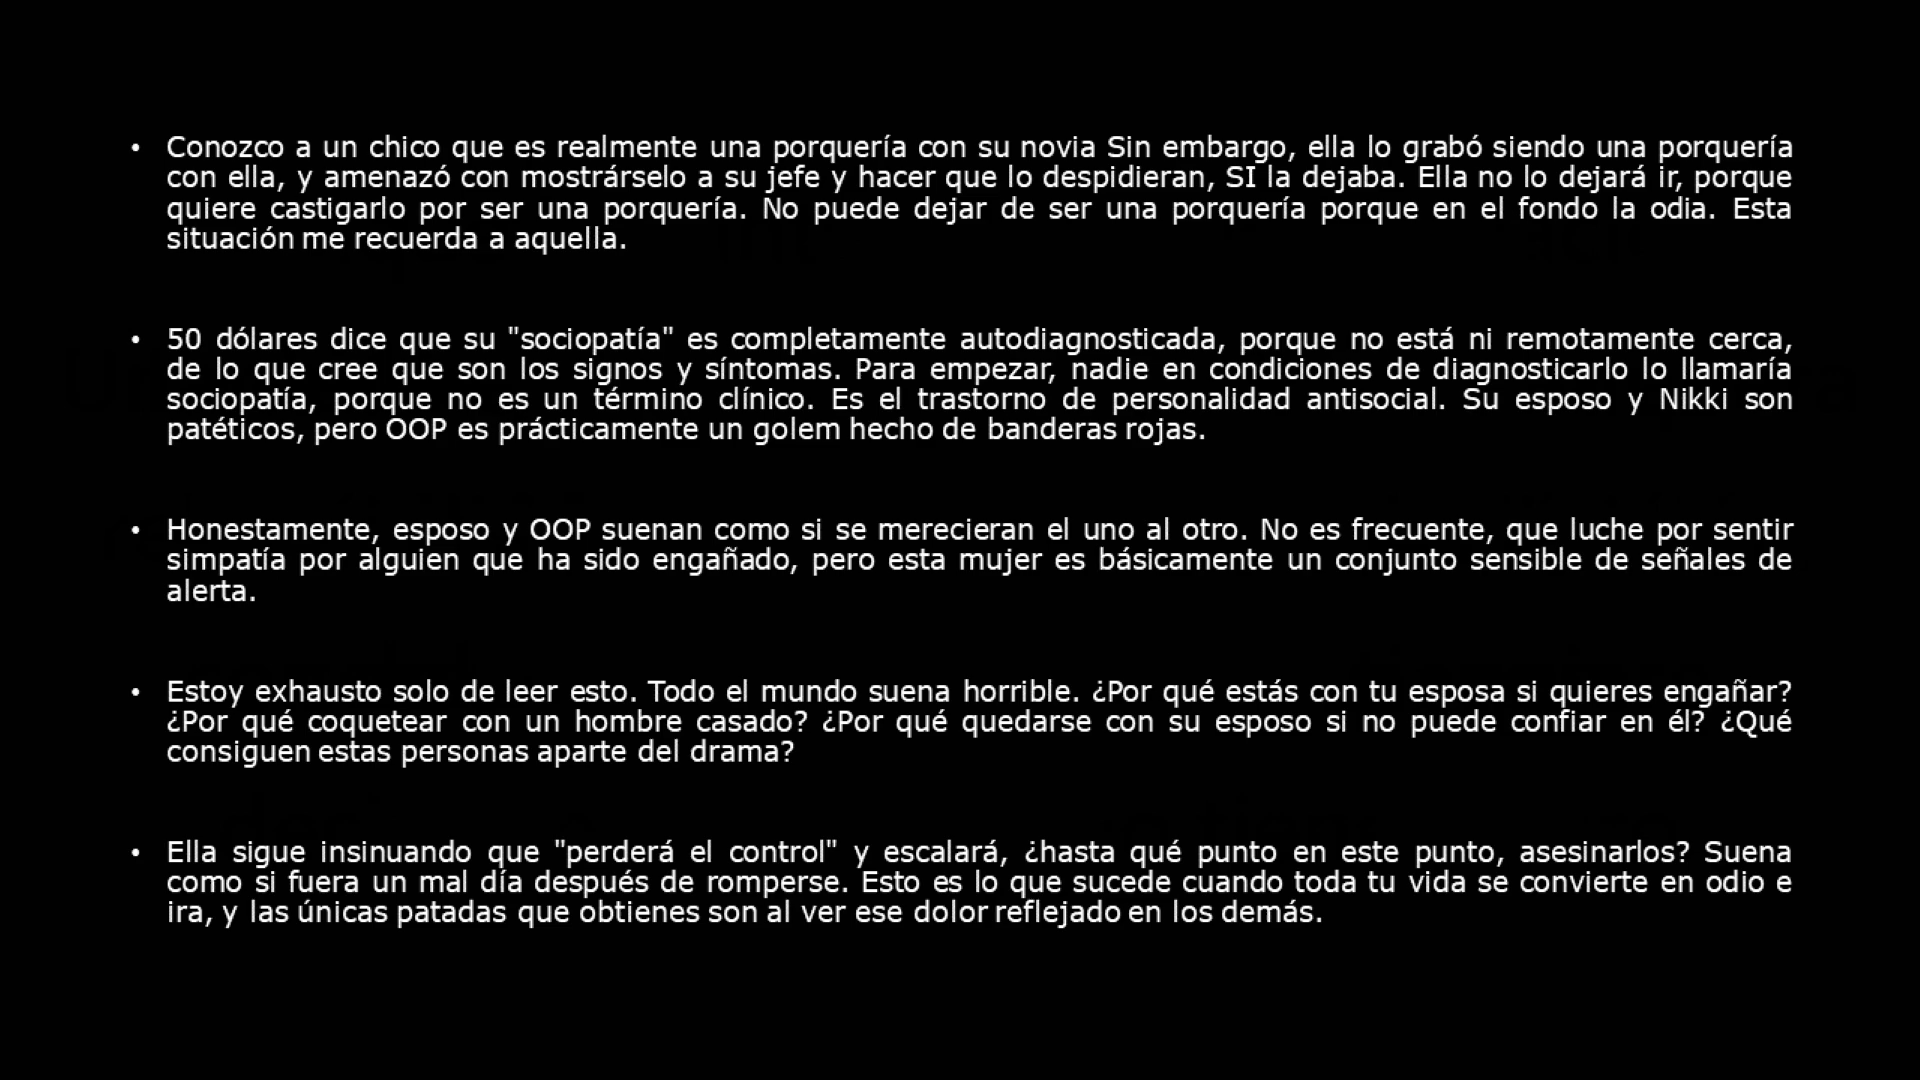 • Conozco a un chico que es realmente una porquería con su novia Sin embargo, ella lo grabó siendo una porquería
con ella, y amenazó con mostrárselo a su jefe y hacer que lo despidieran, SI la dejaba. Ella no lo dejará ir, porque
quiere castigarlo por ser una porquería. No puede dejar de ser una porquería porque en el fondo la odia. Esta
situación me recuerda a aquella.
• 50 dólares dice que su "sociopatía" es completamente autodiagnosticada, porque no está ni remotamente cerca,
de lo que cree que son los signos y síntomas. Para empezar, nadie en condiciones de diagnosticarlo lo llamaría
sociopatía, porque no es un término clínico. Es el trastorno de personalidad antisocial. Su esposo y Nikki son
patéticos, pero OOP es prácticamente un golem hecho de banderas rojas.
• Honestamente, esposo y OOP suenan como si se merecieran el uno al otro. No es frecuente, que luche por sentir
simpatía por alguien que ha sido engañado, pero esta mujer es básicamente un conjunto sensible de señales de
alerta.
• Estoy exhausto solo de leer esto. Todo el mundo suena horrible. ¿Por qué estás con tu esposa si quieres engañar?
¿Por qué coquetear con un hombre casado? ¿Por qué quedarse con su esposo si no puede confiar en él? ¿Qué
consiguen estas personas aparte del drama?
• Ella sigue insinuando que "perderá el control" y escalará, ¿hasta qué punto en este punto, asesinarlos? Suena
como si fuera un mal día después de romperse. Esto es lo que sucede cuando toda tu vida se convierte en odio e
ira, y las únicas patadas que obtienes son al ver ese dolor reflejado en los demás.